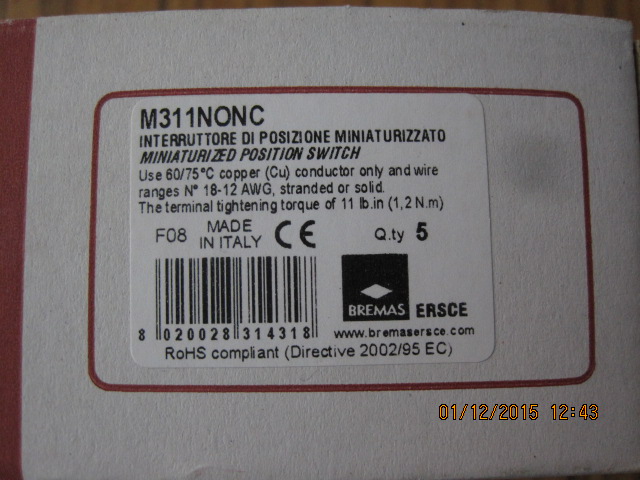 M311NONC
INTERRUTTORE DI POSIZIONE MINIATURIZZATO
MINIATURIZED POSITION SWITCH
Use 60/75°C copper (Cu) conductor only and wire
ranges N° 18-12 AWG, stranded or solid.
The terminal tightening torque of 11 lb.in (1,2 N.m)
F08 MADE IN ITALY CE Q.ty 5
BREMAS ERSCE
8 020028 314318
www.bremasersce.com
RoHS compliant (Directive 2002/95 EC)
01/12/2015 12:43